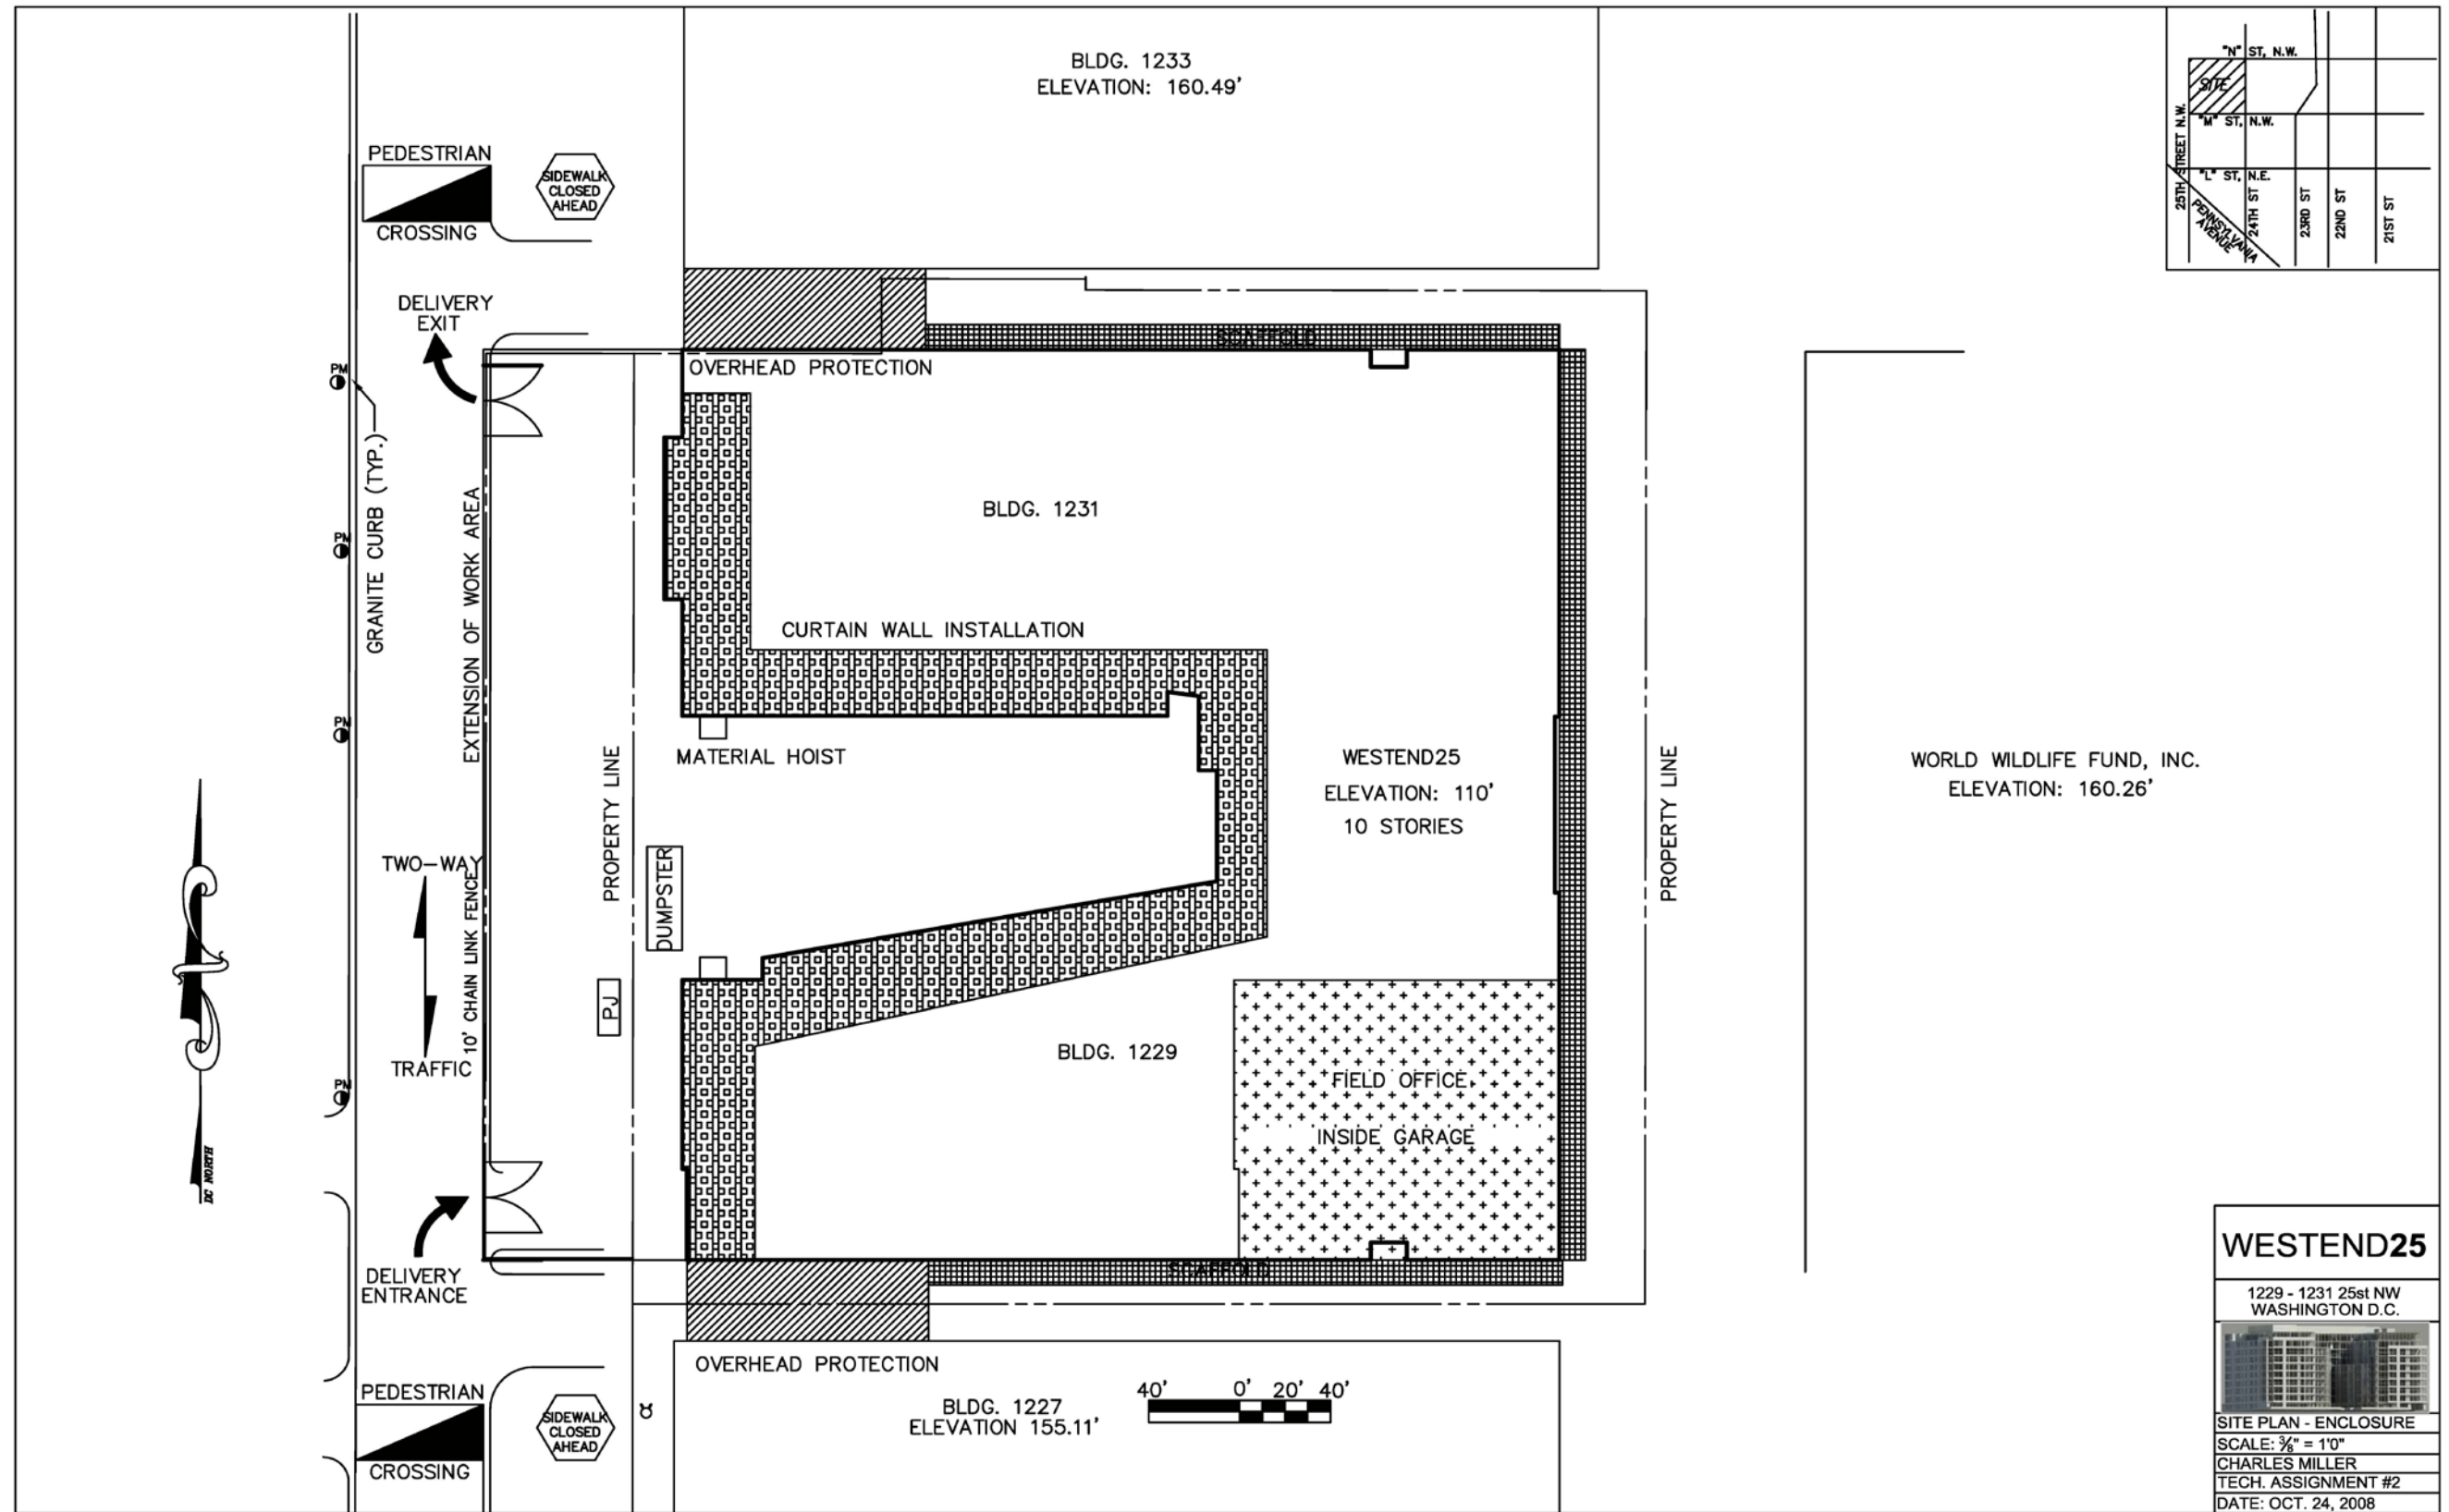 BLDG. 1233
ELEVATION: 160.49'
"N" ST, N.W.
SITE
"M" ST, N.W.
"L" ST, N.E.
25TH STREET N.W.
PENNSYLVANIA
AVENUE
24TH ST
23RD ST
22ND ST
21ST ST
PEDESTRIAN
CROSSING
SIDEWALK
CLOSED
AHEAD
DELIVERY
EXIT
SCAFFOLD
OVERHEAD PROTECTION
PM
GRANITE CURB (TYP.)
EXTENSION OF WORK AREA
BLDG. 1231
PM
CURTAIN WALL INSTALLATION
PM
MATERIAL HOIST
PROPERTY LINE
WESTEND25
ELEVATION: 110'
10 STORIES
PROPERTY LINE
WORLD WILDLIFE FUND, INC.
ELEVATION: 160.26'
TWO-WAY
TRAFFIC
10' CHAIN LINK FENCE
DUMPSTER
PJ
BLDG. 1229
FIELD OFFICE
INSIDE GARAGE
PM
DC NORTH
DELIVERY
ENTRANCE
SCAFFOLD
OVERHEAD PROTECTION
PEDESTRIAN
CROSSING
SIDEWALK
CLOSED
AHEAD
BLDG. 1227
ELEVATION 155.11'
40' 0' 20' 40'
WESTEND25
1229 - 1231 25st NW
WASHINGTON D.C.
SITE PLAN - ENCLOSURE
SCALE: ⅜" = 1'0"
CHARLES MILLER
TECH. ASSIGNMENT #2
DATE: OCT. 24, 2008